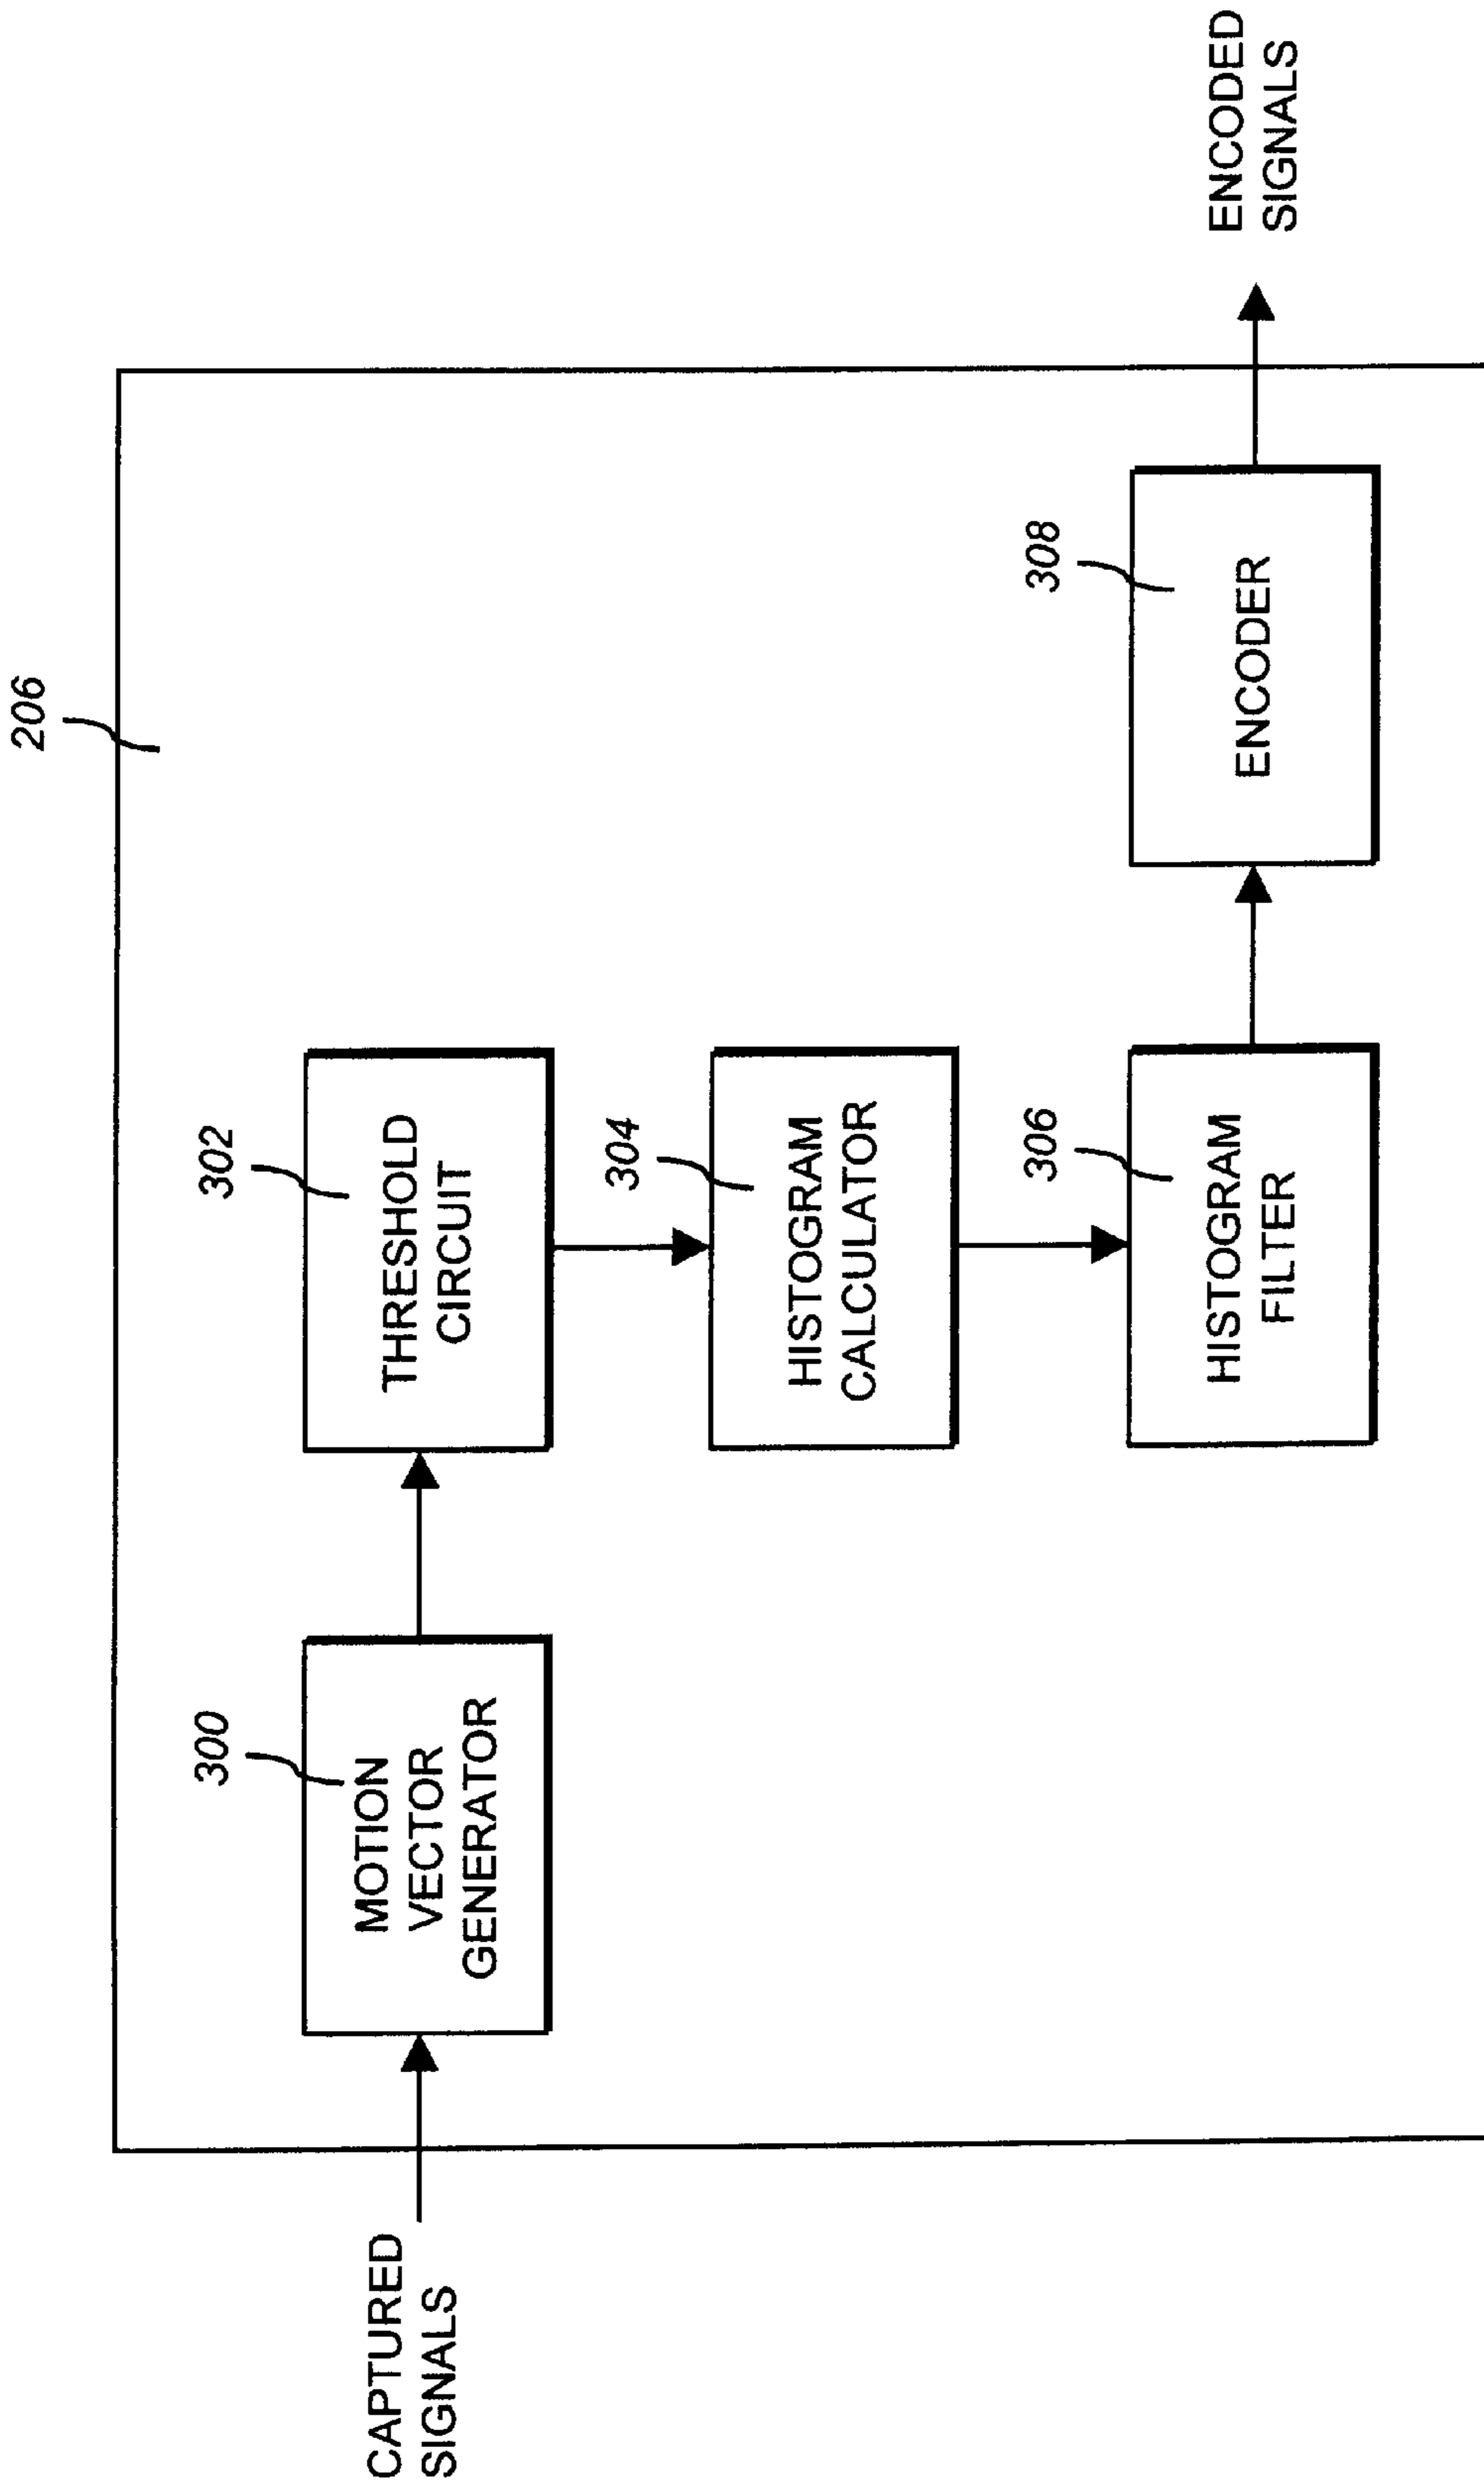 206
CAPTURED
SIGNALS
300
MOTION
VECTOR
GENERATOR
302
THRESHOLD
CIRCUIT
304
HISTOGRAM
CALCULATOR
306
HISTOGRAM
FILTER
308
ENCODER
ENCODED
SIGNALS